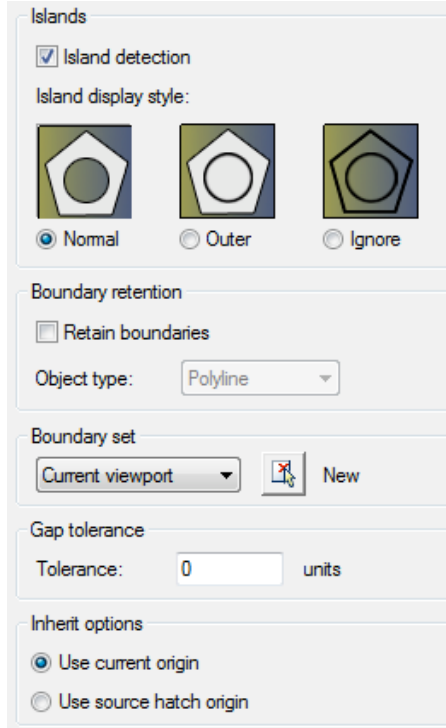 Islands
Island detection
Island display style:
Normal Outer Ignore
Boundary retention
Retain boundaries
Object type: Polyline
Boundary set
Current viewport New
Gap tolerance
Tolerance: 0 units
Inherit options
Use current origin
Use source hatch origin